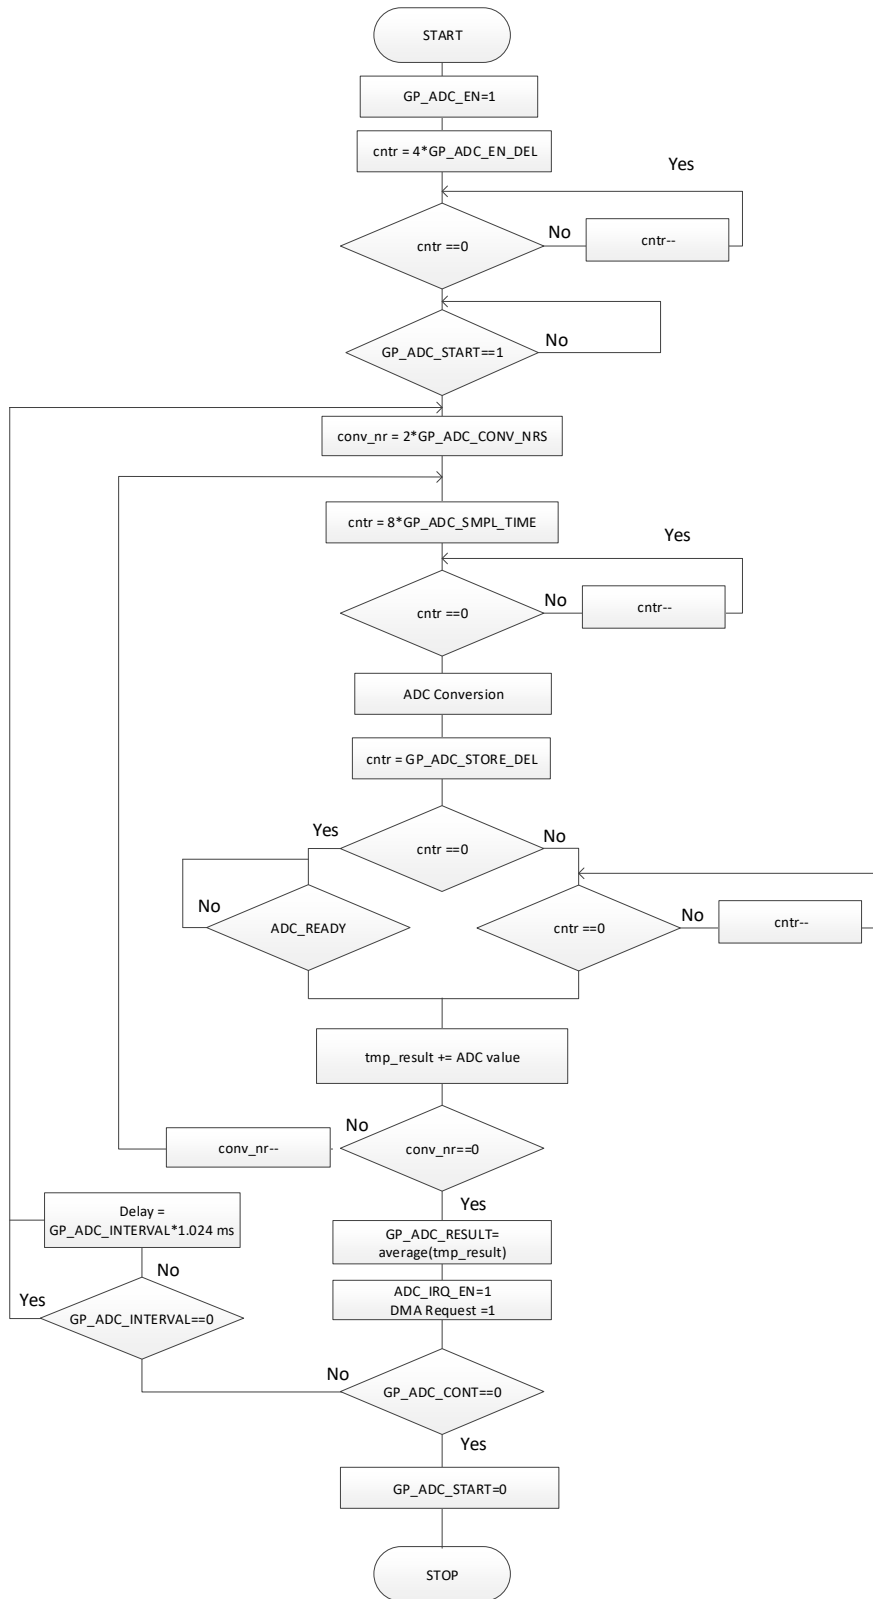 START
GP_ADC_EN=1
cntr = 4*GP_ADC_EN_DEL
Yes
cntr ==0
No
cntr--
GP_ADC_START==1
No
conv_nr = 2*GP_ADC_CONV_NRS
cntr = 8*GP_ADC_SMPL_TIME
Yes
cntr ==0
No
cntr--
ADC Conversion
cntr = GP_ADC_STORE_DEL
Yes
cntr ==0
No
No
ADC_READY
cntr ==0
No
cntr--
tmp_result += ADC value
No
conv_nr--
conv_nr==0
Yes
Delay =
GP_ADC_INTERVAL*1.024 ms
GP_ADC_RESULT=
average(tmp_result)
No
ADC_IRQ_EN=1
DMA Request =1
Yes
GP_ADC_INTERVAL==0
No
GP_ADC_CONT==0
Yes
GP_ADC_START=0
STOP